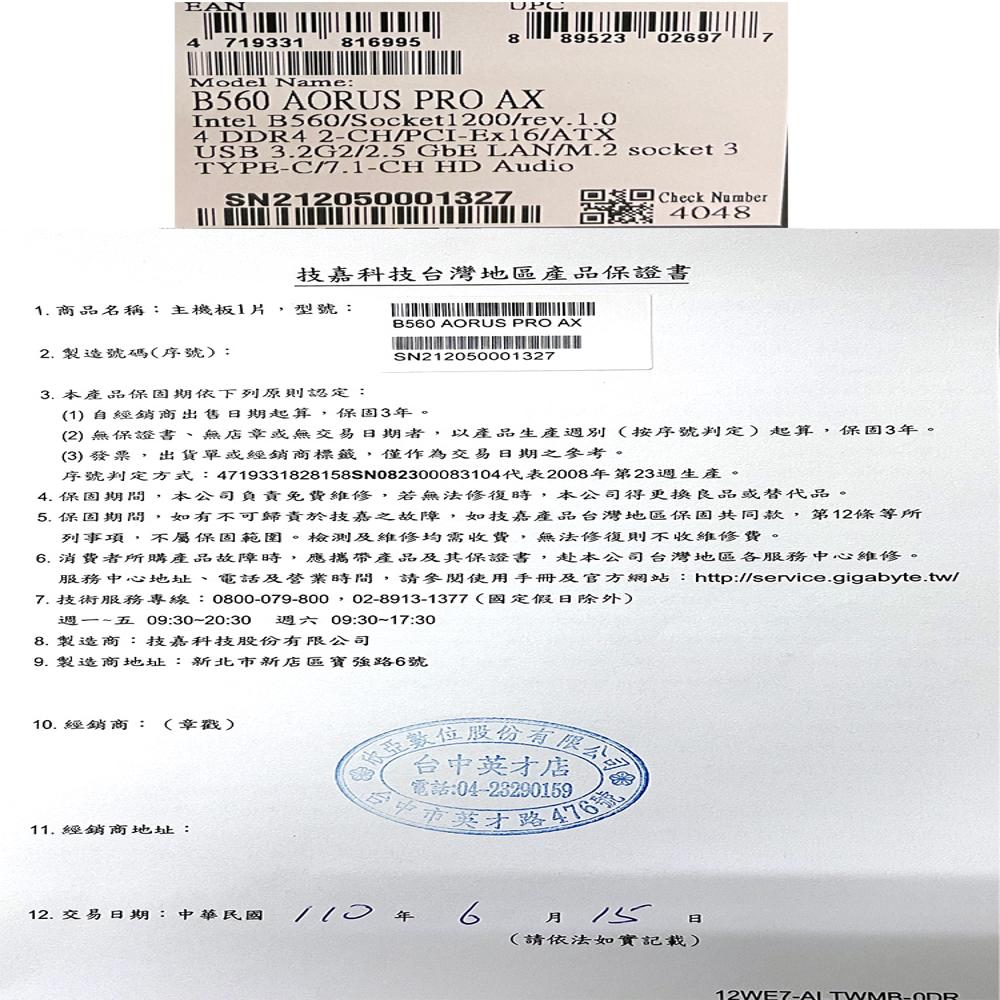 EAN
UPC
4 719331 816995
8 89523 02697 7
Model Name:
B560 AORUS PRO AX
Intel B560/Socket1200/rev.1.0
4 DDR4 2-CH/PCI-Ex16/ATX
USB 3.2G2/2.5 GbE LAN/M.2 socket 3
TYPE-C/7.1-CH HD Audio
SN212050001327
Check Number
4048
技嘉科技台灣地區產品保證書
1. 商品名稱：主機板1片，型號：
B560 AORUS PRO AX
2. 製造號碼(序號)：
SN212050001327
3. 本產品保固期依下列原則認定：
(1) 自經銷商出售日期起算，保固3年。
(2) 無保證書、無店章或無交易日期者，以產品生產週別（按序號判定）起算，保固3年。
(3) 發票，出貨單或經銷商標籤，僅作為交易日期之參考。
序號判定方式：4719331828158SN082300083104代表2008年第23週生產。
4. 保固期間，本公司負責免費維修，若無法修復時，本公司得更換良品或替代品。
5. 保固期間，如有不可歸責於技嘉之故障，如技嘉產品台灣地區保固共同款，第12條等所
列事項，不屬保固範圍。檢測及維修均需收費，無法修復則不收維修費。
6. 消費者所購產品故障時，應攜帶產品及其保證書，赴本公司台灣地區各服務中心維修。
服務中心地址、電話及營業時間，請參閱使用手冊及官方網站：http://service.gigabyte.tw/
7. 技術服務專線：0800-079-800，02-8913-1377（國定假日除外）
週一~五 09:30~20:30 週六 09:30~17:30
8. 製造商：技嘉科技股份有限公司
9. 製造商地址：新北市新店區寶強路6號
10. 經銷商：（章戳）
欣亞數位股份有限公司
台中英才店
電話:04-23290159
台中市英才路476號
11. 經銷商地址：
12. 交易日期：中華民國 110 年 6 月 15 日
（請依法如實記載）
12WE7-ALTWMB-0DR